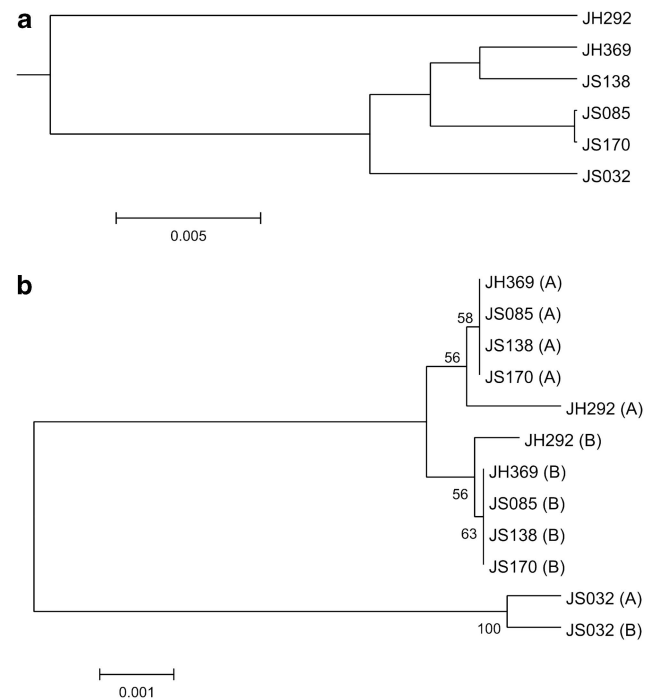 a
JH292
JH369
JS138
JS085
JS170
JS032
0.005
b
JH369 (A)
58
JS085 (A)
JS138 (A)
56
JS170 (A)
JH292 (A)
JH292 (B)
JH369 (B)
56
JS085 (B)
63
JS138 (B)
JS170 (B)
JS032 (A)
100
JS032 (B)
0.001